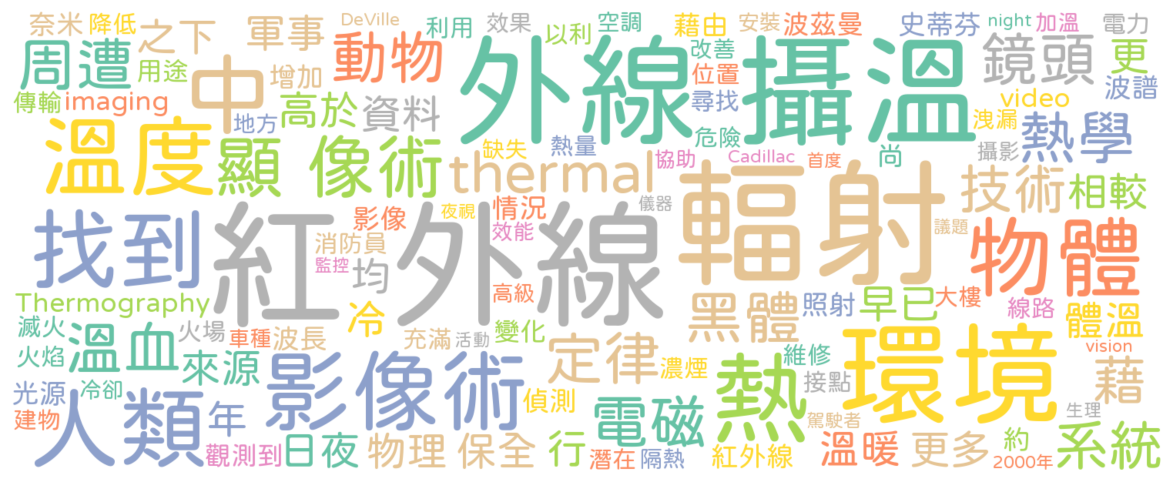 奈米 降低 之下 軍事 DeVille 利用 效果 以利 空調 藉由 安裝 波茲曼 史蒂芬 night 加溫 電力
周遭 用途 中 增加 動物 外線 改善 攝溫 鏡頭 更
傳輸 imaging 地方 高於 資料 位置 尋找 video 波譜
溫度 顯 像術 缺失 熱量 危險 洩漏 熱學
thermal 協助 Cadillac 首度 尚 攝影
找到 紅 外線 夜視 影像 情況 儀器 輻射 技術 相較
消防員 監控 均 效能 議題 物體
Thermography 冷 高級 黑體 照射 早已 大樓 線路 體溫
滅火 溫血 火場 車種 波長 充滿 活動 變化 定律 維修 環境 vision
火焰 來源 影像術 濃煙 熱 接點 藉
光源 冷卻 人類 年 偵測 電磁 駕駛者 生理
建物 觀測到 日夜 物理 保全 行 潛在 隔熱 紅外線 溫暖 更多 約 2000年 系統